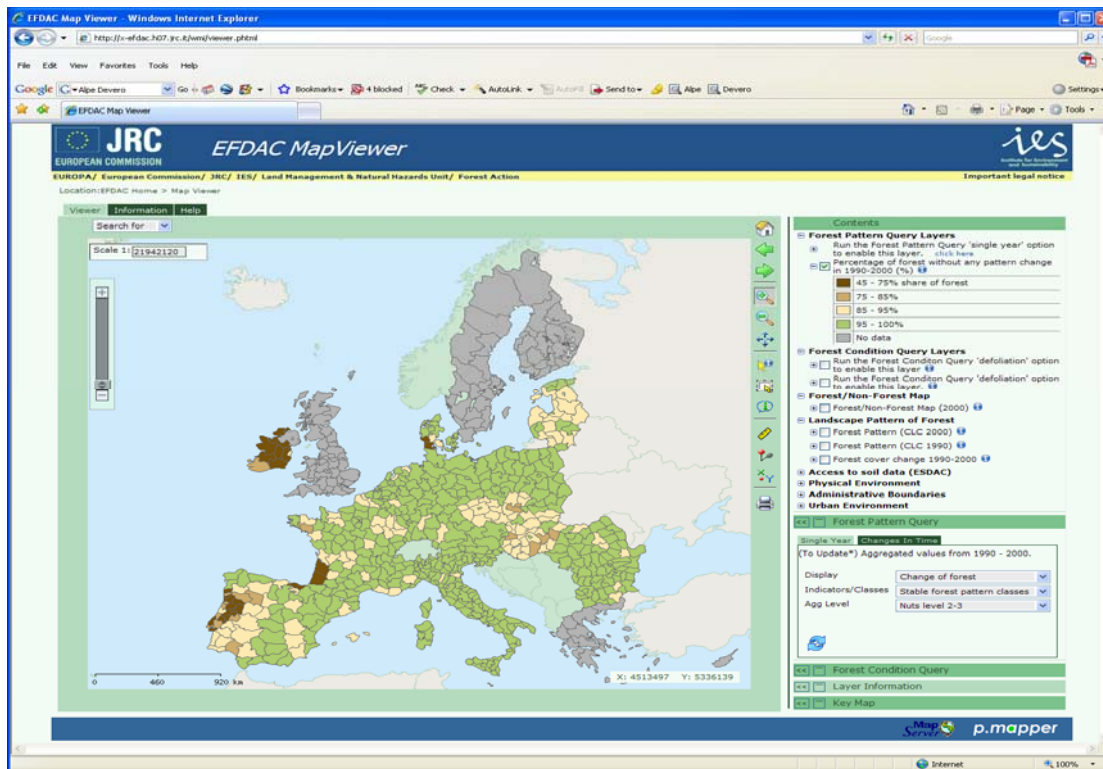 EFDAC Map Viewer - Windows Internet Explorer
http://x-efdac.h07.jrc.it/wmi/viewer.phtml
Google
File Edit View Favorites Tools Help
Google G Alpe Devero Go Bookmarks 4 blocked Check AutoLink AutoFill Send to Alpe Devero Settings
EFDAC Map Viewer Page Tools
JRC
EUROPEAN COMMISSION
EFDAC MapViewer
ies
Institute for Environment and Sustainability
EUROPA/ European Commission/ JRC/ IES/ Land Management & Natural Hazards Unit/ Forest Action Important legal notice
Location:EFDAC Home > Map Viewer
Viewer Information Help
Search for
Scale 1: 21942120
0 460 920 km
X: 4513497 Y: 5336139
Contents
Forest Pattern Query Layers
Run the Forest Pattern Query 'single year' option
to enable this layer. click here
Percentage of forest without any pattern change
in 1990-2000 (%)
45 - 75% share of forest
75 - 85%
85 - 95%
95 - 100%
No data
Forest Condition Query Layers
Run the Forest Conditon Query 'defoliation' option
to enable this layer
Run the Forest Conditon Query 'defoliation' option
to enable this layer.
Forest/Non-Forest Map
Forest/Non-Forest Map (2000)
Landscape Pattern of Forest
Forest Pattern (CLC 2000)
Forest Pattern (CLC 1990)
Forest cover change 1990-2000
Access to soil data (ESDAC)
Physical Environment
Administrative Boundaries
Urban Environment
<< Forest Pattern Query
Single Year Changes In Time
(To Update*) Aggregated values from 1990 - 2000.
Display Change of forest
Indicators/Classes Stable forest pattern classes
Agg Level Nuts level 2-3
<< Forest Condition Query
<< Layer Information
<< Key Map
Map Server p.mapper
Internet 100%